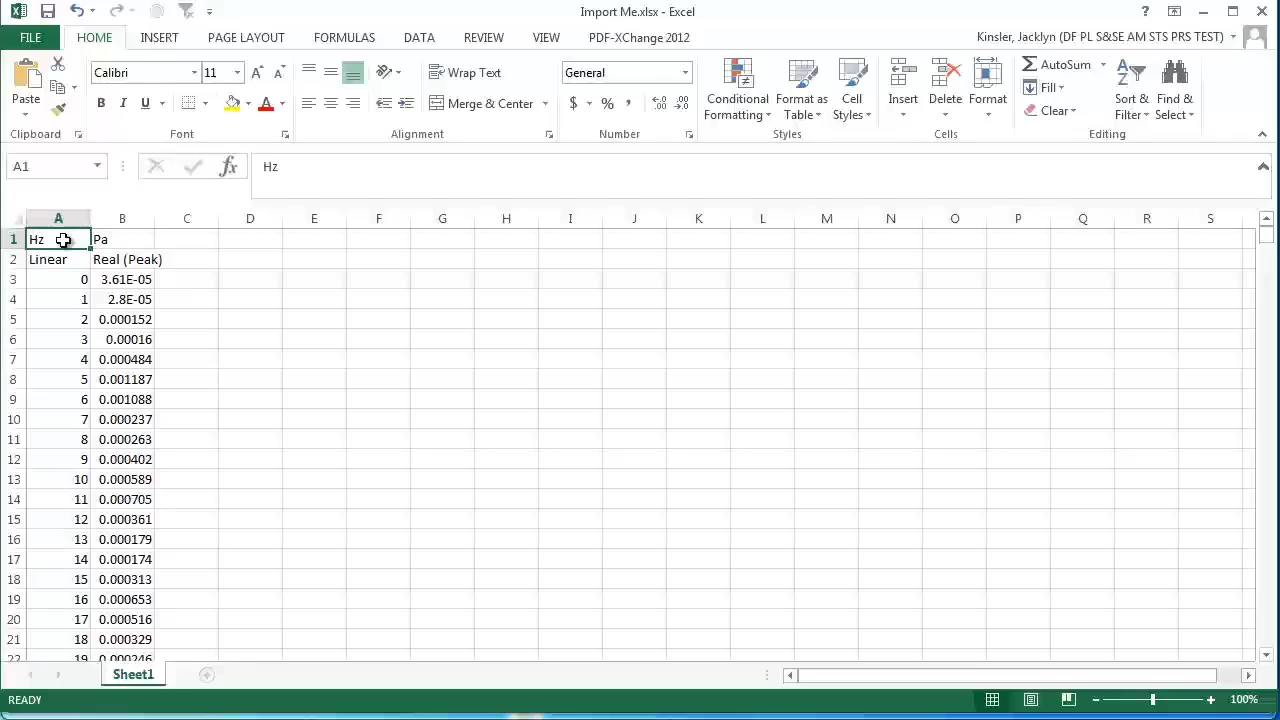 Import Me.xlsx - Excel
FILE HOME INSERT PAGE LAYOUT FORMULAS DATA REVIEW VIEW PDF-XChange 2012 Kinsler, Jacklyn (DF PL S&SE AM STS PRS TEST)
Paste
Calibri 11
B I U A
Wrap Text
Merge & Center
General
$ % ,
Conditional Formatting
Format as Table
Cell Styles
Insert Delete Format
AutoSum
Fill
Clear
Sort & Filter
Find & Select
Clipboard Font Alignment Number Styles Cells Editing
A1 fx Hz
A B C D E F G H I J K L M N O P Q R S
1 Hz Pa
2 Linear Real (Peak)
3 0 3.61E-05
4 1 2.8E-05
5 2 0.000152
6 3 0.00016
7 4 0.000484
8 5 0.001187
9 6 0.001088
10 7 0.000237
11 8 0.000263
12 9 0.000402
13 10 0.000589
14 11 0.000705
15 12 0.000361
16 13 0.000179
17 14 0.000174
18 15 0.000313
19 16 0.000653
20 17 0.000516
21 18 0.000329
22 19 0.000246
Sheet1
READY 100%